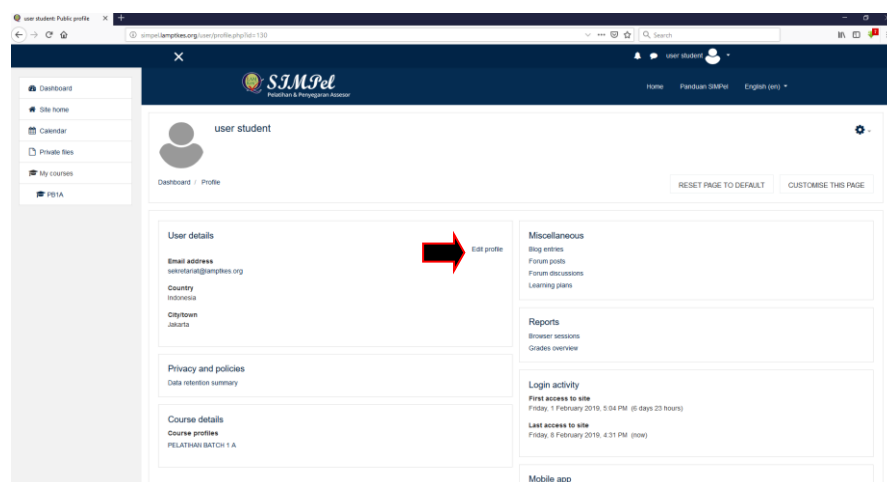 user student: Public profile
simpel.lamptkes.org/user/profile.php?id=130
Search
user student
SIMPel
Pelatihan & Penyegaran Assesor
Home Panduan SIMPel English (en)
Dashboard
Site home
Calendar
Private files
My courses
PB1A
user student
Dashboard / Profile
RESET PAGE TO DEFAULT CUSTOMISE THIS PAGE
User details
Edit profile
Email address
sekretariat@lamptkes.org
Country
Indonesia
City/town
Jakarta
Privacy and policies
Data retention summary
Course details
Course profiles
PELATIHAN BATCH 1 A
Miscellaneous
Blog entries
Forum posts
Forum discussions
Learning plans
Reports
Browser sessions
Grades overview
Login activity
First access to site
Friday, 1 February 2019, 5:04 PM (6 days 23 hours)
Last access to site
Friday, 8 February 2019, 4:31 PM (now)
Mobile app